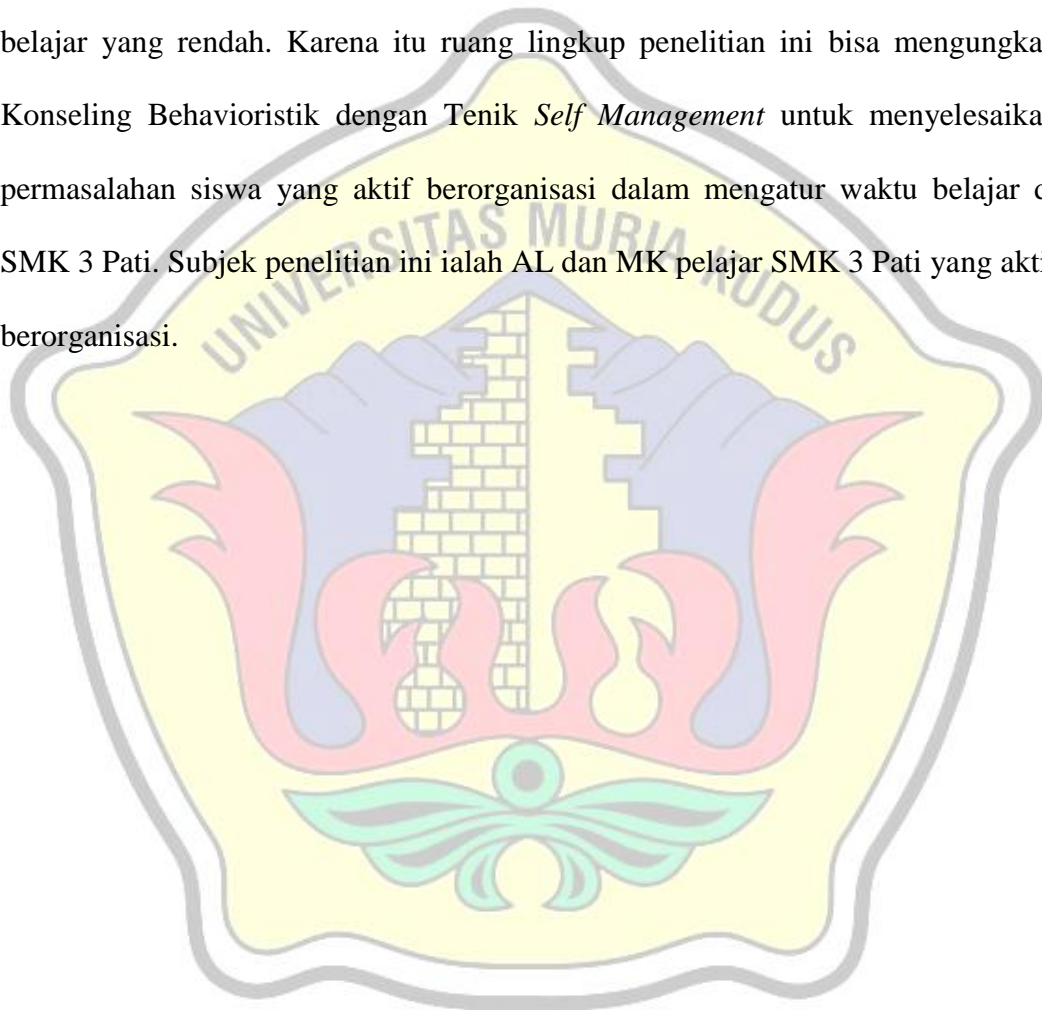 belajar yang rendah. Karena itu ruang lingkup penelitian ini bisa mengungka
Konseling Behavioristik dengan Tenik Self Management untuk menyelesaika
permasalahan siswa yang aktif berorganisasi dalam mengatur waktu belajar d
SMK 3 Pati. Subjek penelitian ini ialah AL dan MK pelajar SMK 3 Pati yang akti
berorganisasi.
UNIVERSITAS MURIA KUDUS